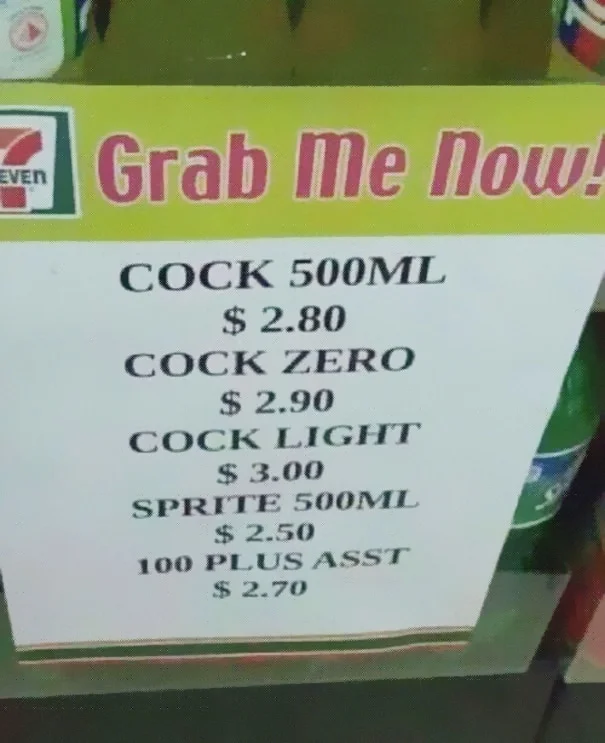 EVEn
Grab Me Now!
COCK 500ML
$ 2.80
COCK ZERO
$ 2.90
COCK LIGHT
$ 3.00
SPRITE 500ML
$ 2.50
100 PLUS ASST
$ 2.70